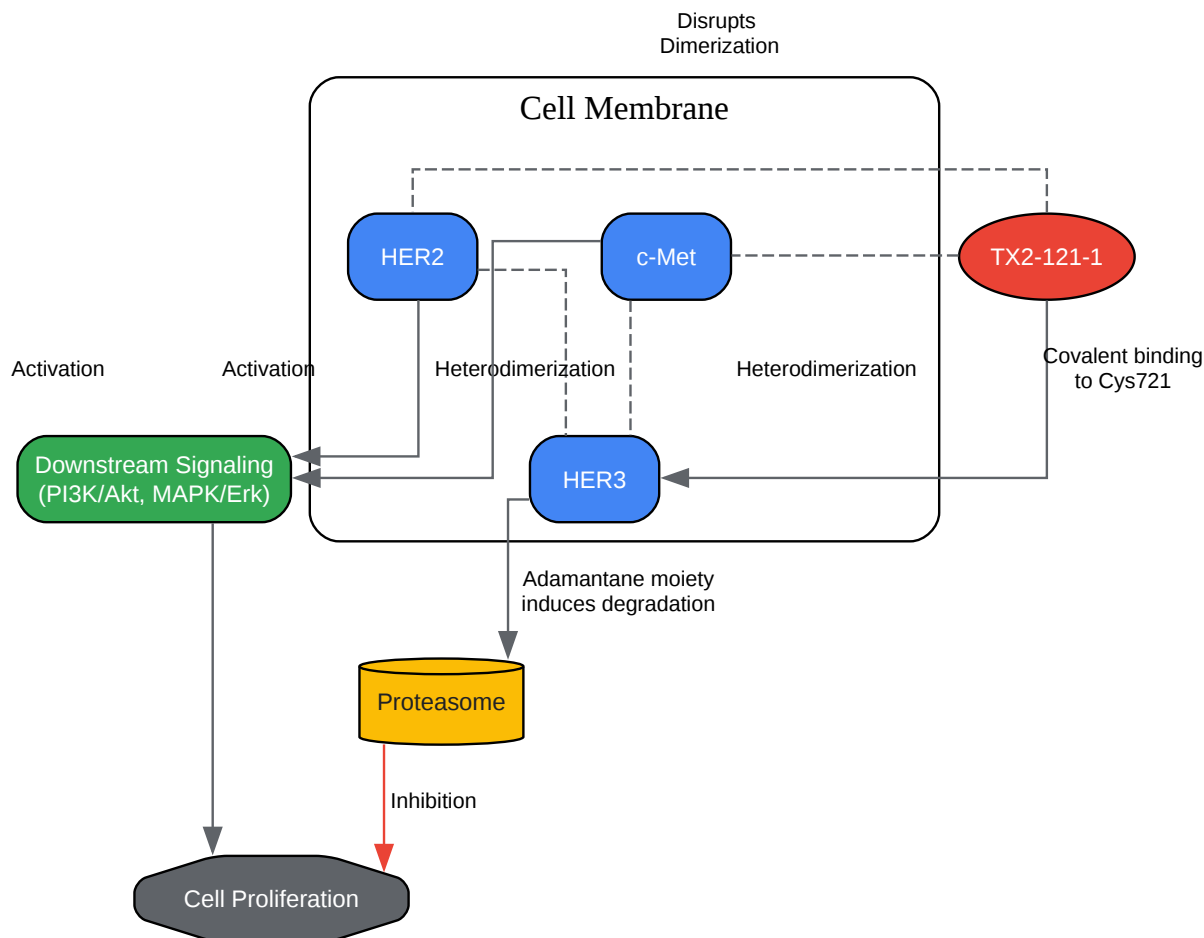 Disrupts
Dimerization
Cell Membrane
HER2
c-Met
TX2-121-1
Activation
Activation
Heterodimerization
Heterodimerization
Covalent binding
to Cys721
Downstream Signaling
(PI3K/Akt, MAPK/Erk)
HER3
Adamantane moiety
induces degradation
Proteasome
Inhibition
Cell Proliferation